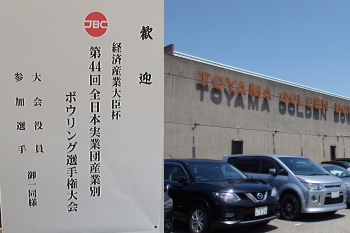 JBC
歓迎
経済産業大臣杯
第44回全日本実業団産業別
ボウリング選手権大会
大会役員
参加選手
御一同様
TOYAMA GOLDEN BOW